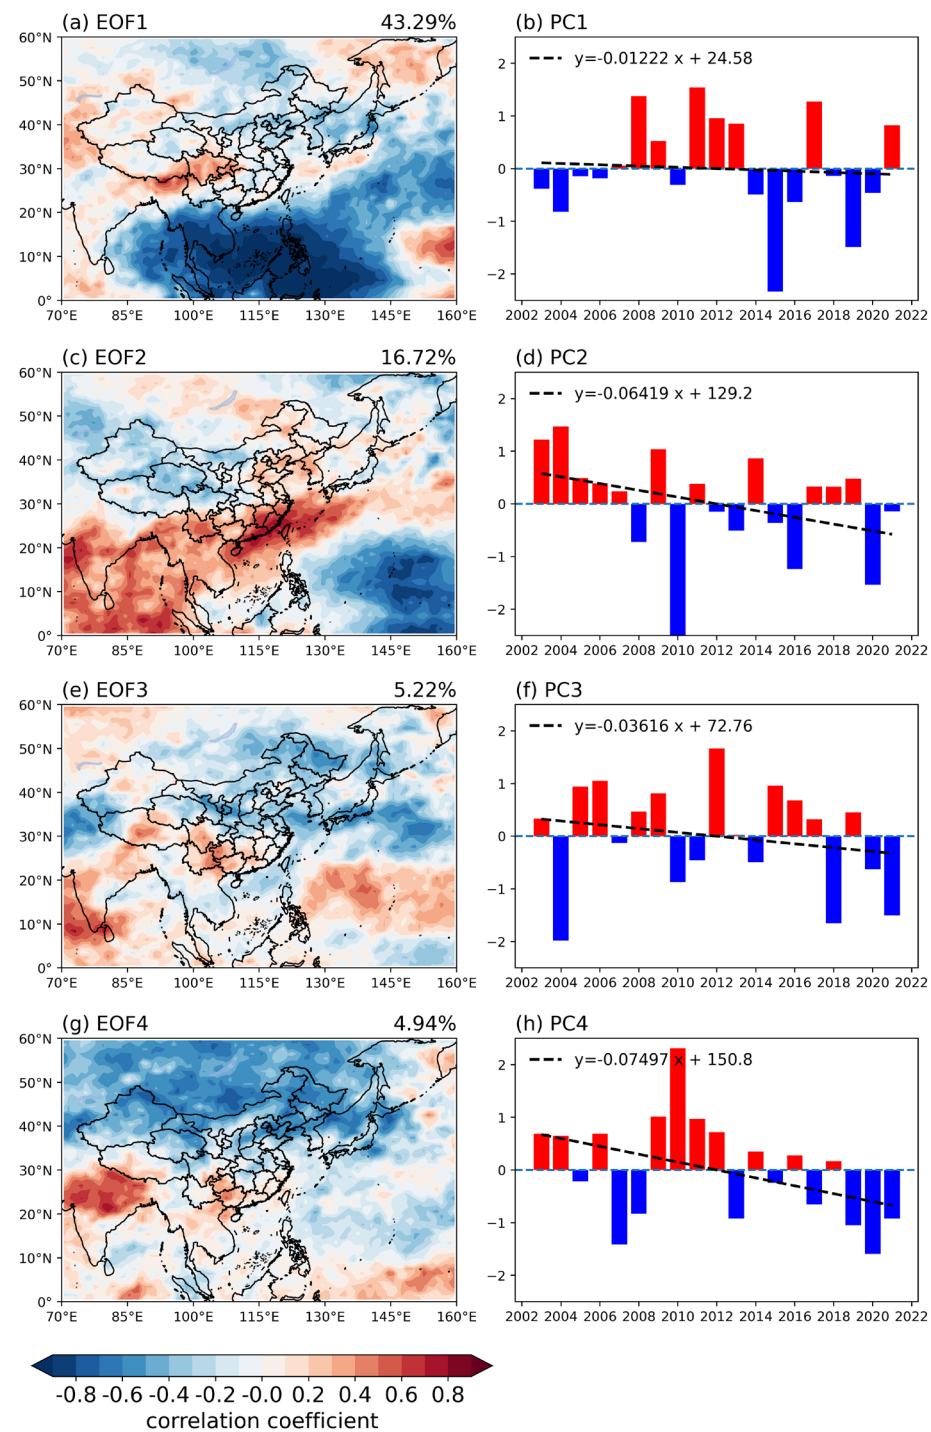 (a) EOF1 43.29%
60°N
50°N
40°N
30°N
20°N
10°N
0°
70°E 85°E 100°E 115°E 130°E 145°E 160°E
(b) PC1
y=-0.01222 x + 24.58
2
1
0
−1
−2
2002 2004 2006 2008 2010 2012 2014 2016 2018 2020 2022
(c) EOF2 16.72%
60°N
50°N
40°N
30°N
20°N
10°N
0°
70°E 85°E 100°E 115°E 130°E 145°E 160°E
(d) PC2
y=-0.06419 x + 129.2
2
1
0
−1
−2
2002 2004 2006 2008 2010 2012 2014 2016 2018 2020 2022
(e) EOF3 5.22%
60°N
50°N
40°N
30°N
20°N
10°N
0°
70°E 85°E 100°E 115°E 130°E 145°E 160°E
(f) PC3
y=-0.03616 x + 72.76
2
1
0
−1
−2
2002 2004 2006 2008 2010 2012 2014 2016 2018 2020 2022
(g) EOF4 4.94%
60°N
50°N
40°N
30°N
20°N
10°N
0°
70°E 85°E 100°E 115°E 130°E 145°E 160°E
(h) PC4
y=-0.07497 x + 150.8
2
1
0
−1
−2
2002 2004 2006 2008 2010 2012 2014 2016 2018 2020 2022
-0.8 -0.6 -0.4 -0.2 -0.0 0.2 0.4 0.6 0.8
correlation coefficient